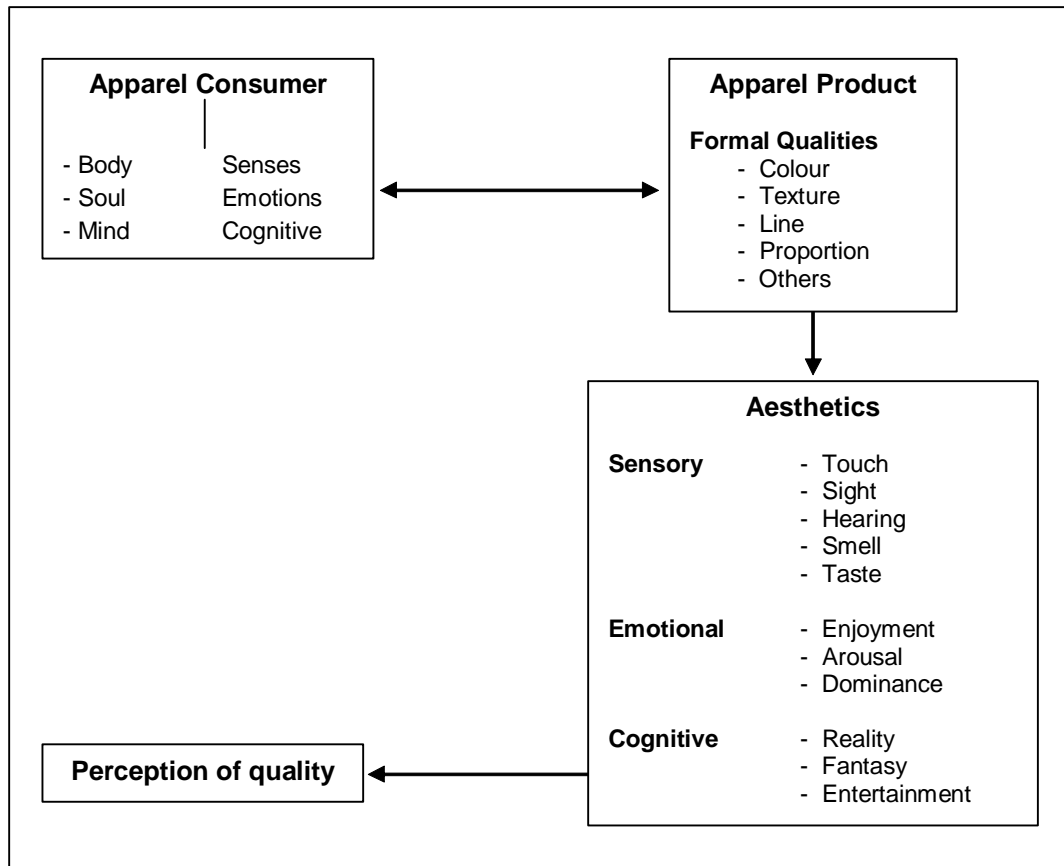 Apparel Consumer
- Body Senses
- Soul Emotions
- Mind Cognitive
Apparel Product
Formal Qualities
- Colour
- Texture
- Line
- Proportion
- Others
Aesthetics
Sensory - Touch
- Sight
- Hearing
- Smell
- Taste
Emotional - Enjoyment
- Arousal
- Dominance
Cognitive - Reality
- Fantasy
- Entertainment
Perception of quality